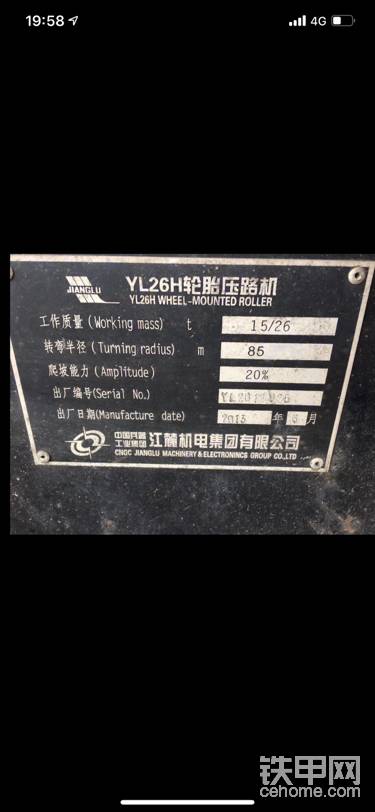 19:58
4G
JIANGLU
YL26H轮胎压路机
YL26H WHEEL-MOUNTED ROLLER
工作质量(Working mass) t 15/26
转弯半径(Turning radius) m 85
爬坡能力(Amplitude) 20%
出厂编号(Serial No.)
出厂日期(Manufacture date) 2013 年 6 月
中国兵器工业集团 江麓机电集团有限公司
CNGC JIANGLU MACHINERY & ELECTRONINCS GROUP CO.,LTD
铁甲网
cehome.com